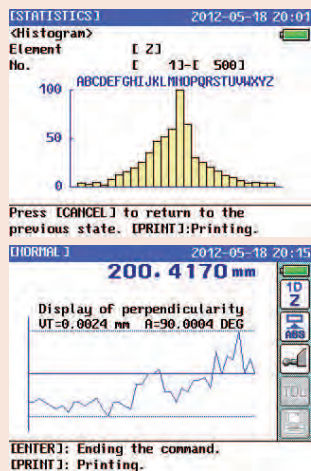 [STATISTICS] 2012-05-18 20:01
<Histogram>
Element [ Z]
No. [ 1]-[ 500]
ABCDEFGHIJKLMNOPQRSTUVWXYZ
100
50
0
Press [CANCEL] to return to the
previous state. [PRINT]:Printing.
[NORMAL] 2012-05-18 20:15
200.4170 mm
1D
Z
Display of perpendicularity
VT=0.0024 mm A=90.0004 DEG
ABS
TOL
[ENTER]: Ending the command.
[PRINT]: Printing.